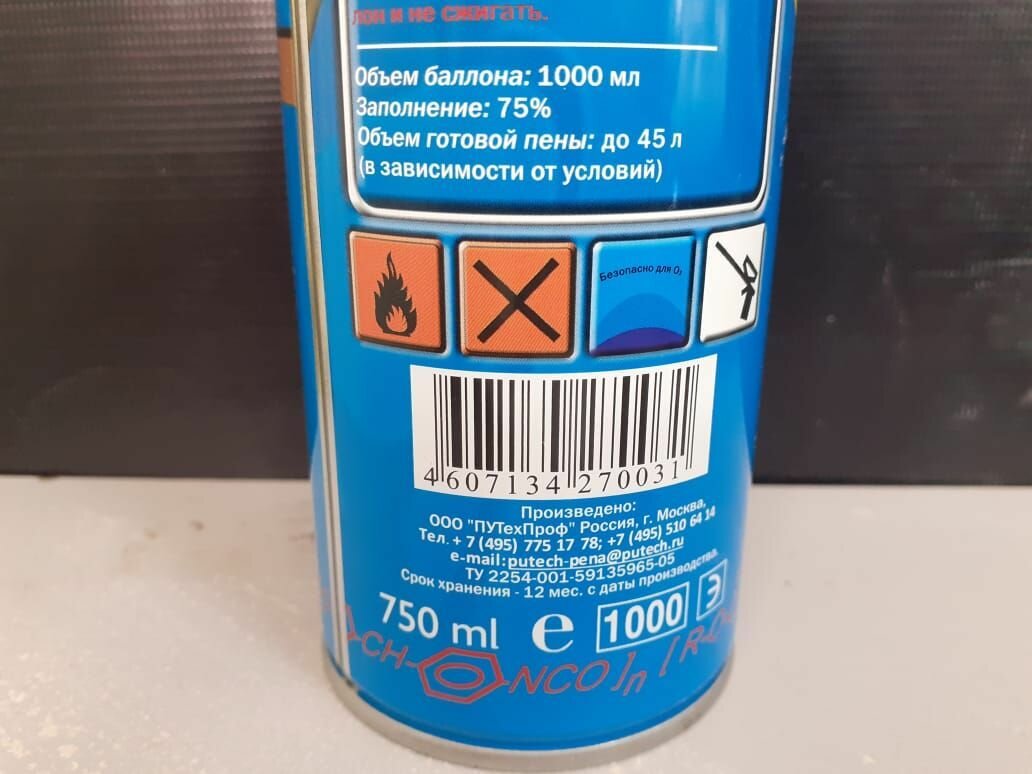 лон и не сжигать.
Объем баллона: 1000 мл
Заполнение: 75%
Объем готовой пены: до 45 л
(в зависимости от условий)
Безопасно для O₃
4 607134 270031
Произведено:
ООО "ПУТехПроф" Россия, г. Москва,
Тел. + 7 (495) 775 17 78; +7 (495) 510 64 14
e-mail:putech-pena@putech.ru
ТУ 2254-001-59135965-05
Срок хранения - 12 мес. с даты производства.
750 ml e 1000 Э
CH- NCO ]n [ R-